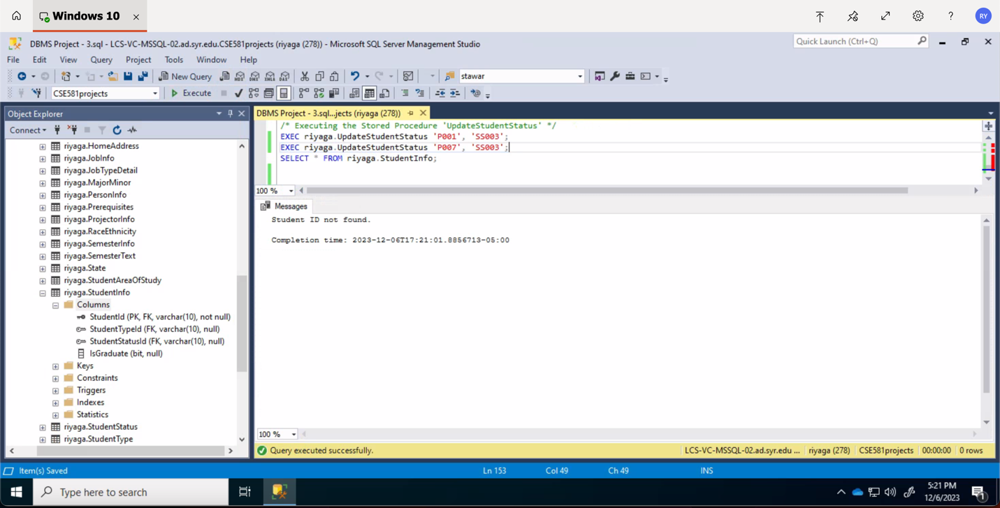 Windows 10
RY
DBMS Project - 3.sql - LCS-VC-MSSQL-02.ad.syr.edu.CSE581projects (riyaga (278)) - Microsoft SQL Server Management Studio
Quick Launch (Ctrl+Q)
File Edit View Query Project Tools Window Help
New Query MDX DMX XMLA DAX stawar
CSE581projects Execute
Object Explorer
DBMS Project - 3.sql...jects (riyaga (278))
Connect
riyaga.HomeAddress
riyaga.JobInfo
riyaga.JobTypeDetail
riyaga.MajorMinor
riyaga.PersonInfo
riyaga.Prerequisites
riyaga.ProjectorInfo
riyaga.RaceEthnicity
riyaga.SemesterInfo
riyaga.SemesterText
riyaga.State
riyaga.StudentAreaOfStudy
riyaga.StudentInfo
Columns
StudentId (PK, FK, varchar(10), not null)
StudentTypeId (FK, varchar(10), null)
StudentStatusId (FK, varchar(10), null)
IsGraduate (bit, null)
Keys
Constraints
Triggers
Indexes
Statistics
riyaga.StudentStatus
riyaga.StudentType
/* Executing the Stored Procedure 'UpdateStudentStatus' */
EXEC riyaga.UpdateStudentStatus 'P001', 'SS003';
EXEC riyaga.UpdateStudentStatus 'P007', 'SS003';
SELECT * FROM riyaga.StudentInfo;
100 %
Messages
Student ID not found.
Completion time: 2023-12-06T17:21:01.8856713-05:00
100 %
Query executed successfully. LCS-VC-MSSQL-02.ad.syr.edu ... riyaga (278) CSE581projects 00:00:00 0 rows
Item(s) Saved Ln 153 Col 49 Ch 49 INS
Type here to search
5:21 PM
12/6/2023
1